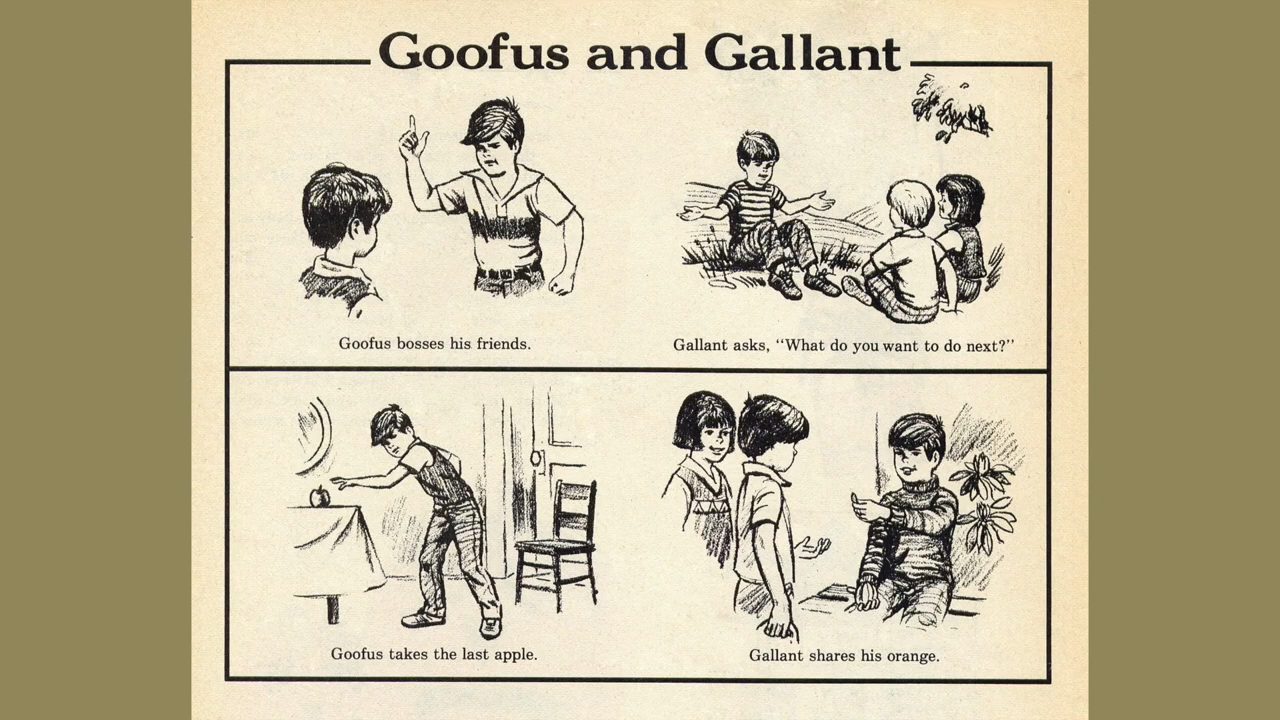 Goofus and Gallant
Goofus bosses his friends.
Gallant asks, “What do you want to do next?”
Goofus takes the last apple.
Gallant shares his orange.